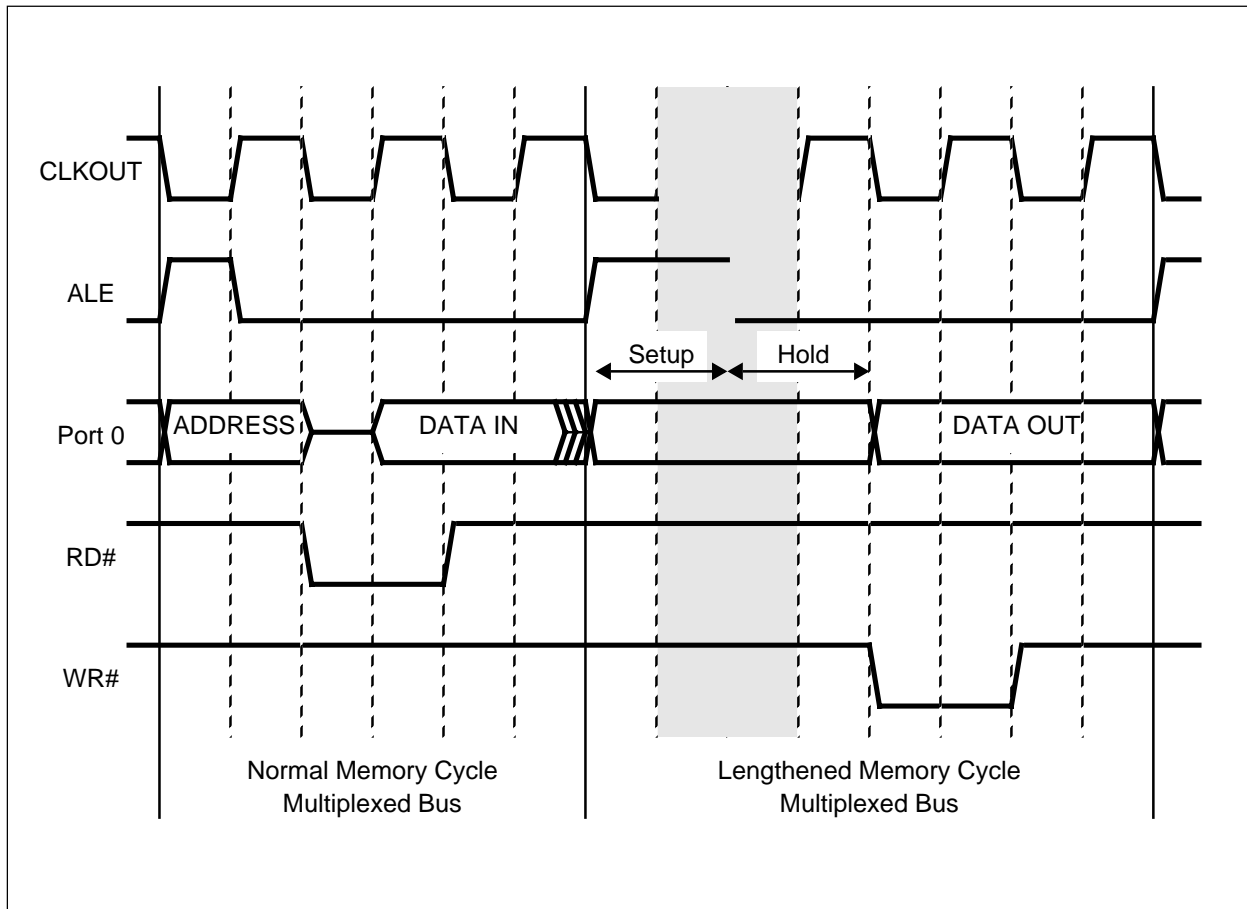 CLKOUT
ALE
Setup
Hold
Port 0
ADDRESS
DATA IN
DATA OUT
RD#
WR#
Normal Memory Cycle
Multiplexed Bus
Lengthened Memory Cycle
Multiplexed Bus